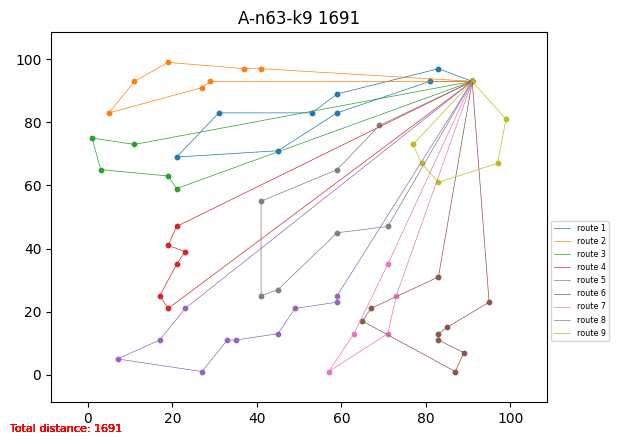 A-n63-k9 1691
100
80
60
40
20
0
0 20 40 60 80 100
route 1
route 2
route 3
route 4
route 5
route 6
route 7
route 8
route 9
Total distance: 1691